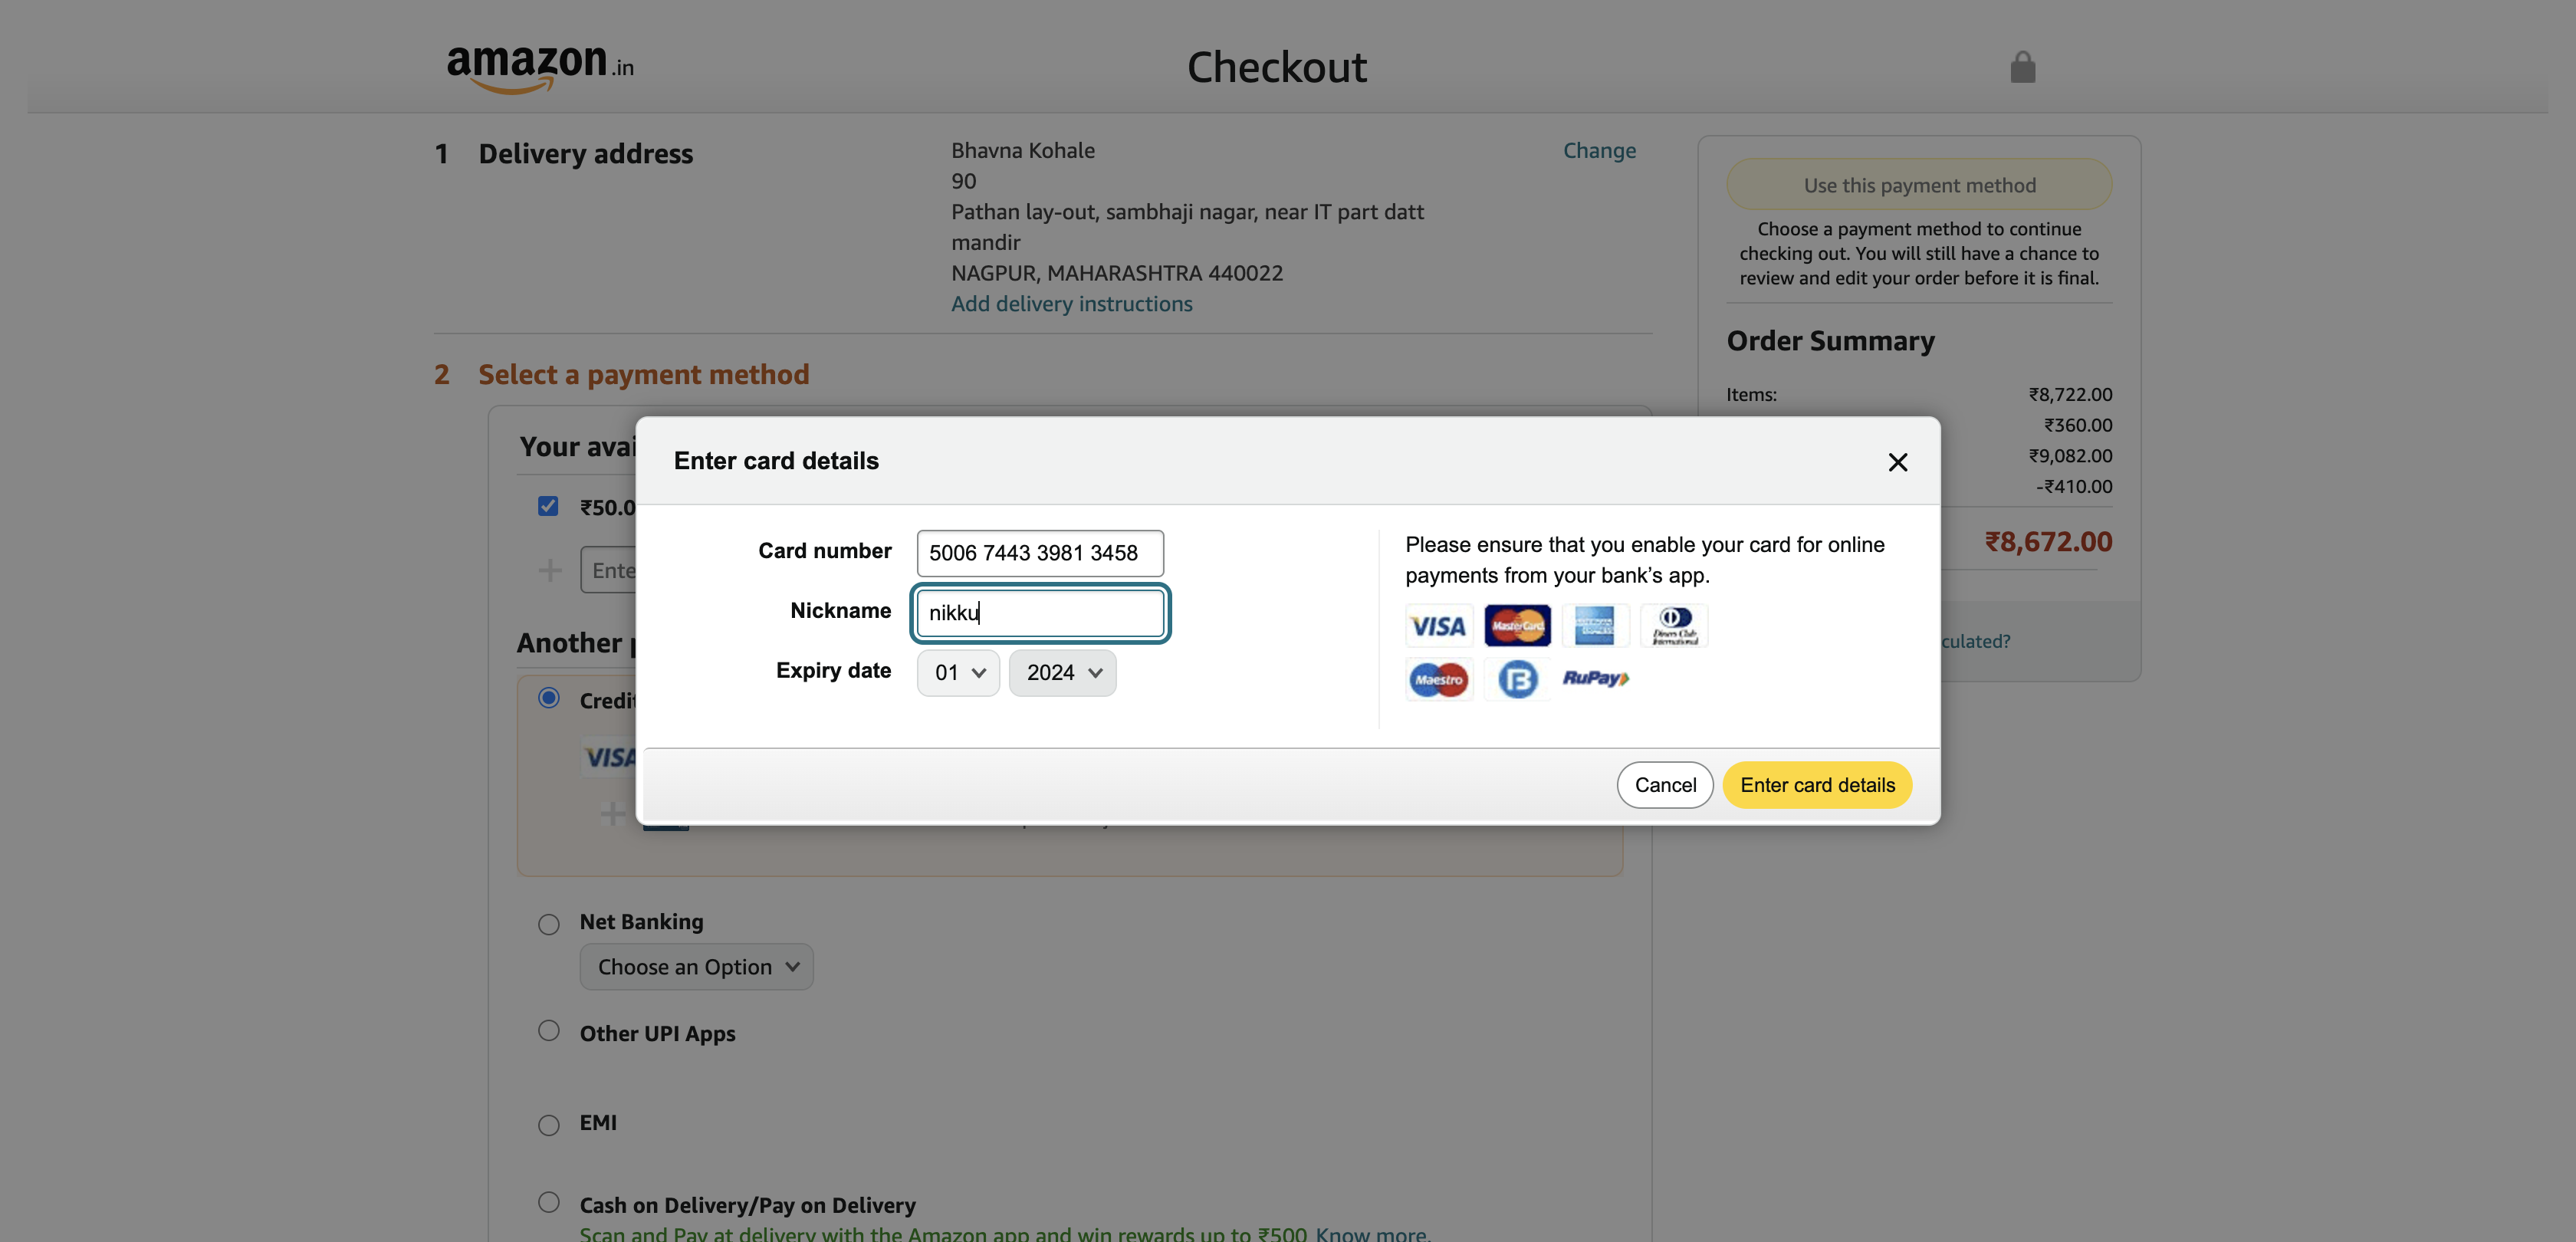 amazon.in
Checkout
1 Delivery address
Bhavna Kohale
90
Pathan lay-out, sambhaji nagar, near IT part datt
mandir
NAGPUR, MAHARASHTRA 440022
Add delivery instructions
Change
Use this payment method
Choose a payment method to continue
checking out. You will still have a chance to
review and edit your order before it is final.
Order Summary
Items: ₹8,722.00
₹360.00
₹9,082.00
-₹410.00
₹8,672.00
culated?
2 Select a payment method
Your avai
₹50.0
Ente
Another
Credit
VISA
Enter card details
Card number 5006 7443 3981 3458
Nickname nikku
Expiry date 01 2024
Please ensure that you enable your card for online
payments from your bank’s app.
VISA MasterCard AMERICAN EXPRESS Diners Club International
Maestro RuPay
Cancel Enter card details
Net Banking
Choose an Option
Other UPI Apps
EMI
Cash on Delivery/Pay on Delivery
Scan and Pay at delivery with the Amazon app and win rewards up to ₹500 Know more.